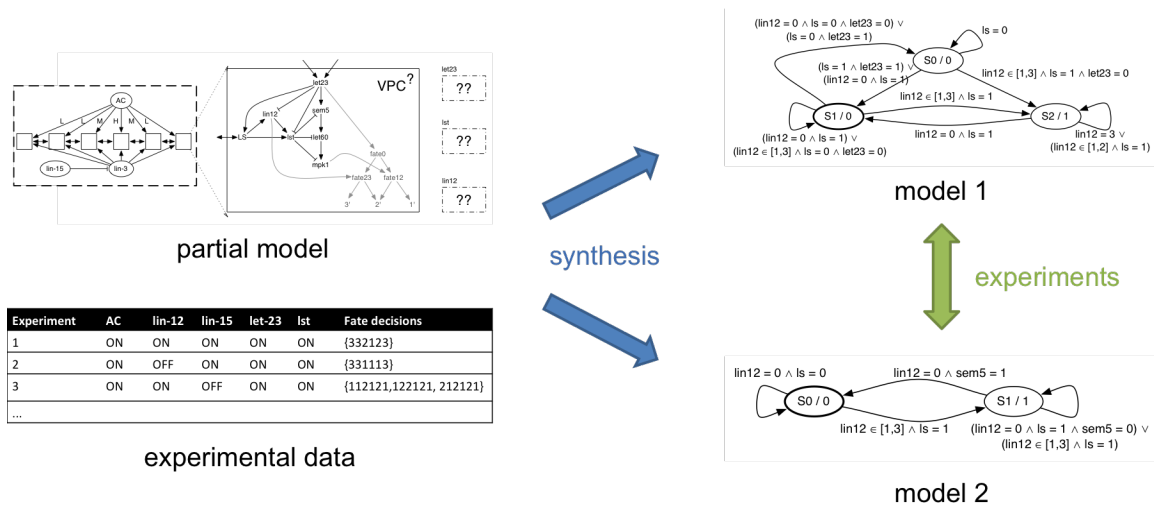 AC
L
L
M
H
M
L
lin-15
lin-3
VPC?
let23
lin12
sem5
LS
lst
let60
mpk1
fate0
fate23
fate12
3'
2'
1'
let23
??
lst
??
lin12
??
partial model
Experiment AC lin-12 lin-15 let-23 lst Fate decisions
1 ON ON ON ON ON {332123}
2 ON OFF ON ON ON {331113}
3 ON ON OFF ON ON {112121,122121, 212121}
...
experimental data
synthesis
(lin12 = 0 ∧ ls = 0 ∧ let23 = 0) ∨
(ls = 0 ∧ let23 = 1)
ls = 0
S0 / 0
(ls = 1 ∧ let23 = 1) ∨
(lin12 = 0 ∧ ls = 1)
lin12 ∈ [1,3] ∧ ls = 1 ∧ let23 = 0
lin12 ∈ [1,3] ∧ ls = 1
S1 / 0
S2 / 1
lin12 = 0 ∧ ls = 1
(lin12 = 0 ∧ ls = 1) ∨
(lin12 ∈ [1,3] ∧ ls = 0 ∧ let23 = 0)
lin12 = 3 ∨
(lin12 ∈ [1,2] ∧ ls = 1)
model 1
experiments
lin12 = 0 ∧ ls = 0
lin12 = 0 ∧ sem5 = 1
S0 / 0
S1 / 1
lin12 ∈ [1,3] ∧ ls = 1
(lin12 = 0 ∧ ls = 1 ∧ sem5 = 0) ∨
(lin12 ∈ [1,3] ∧ ls = 1)
model 2